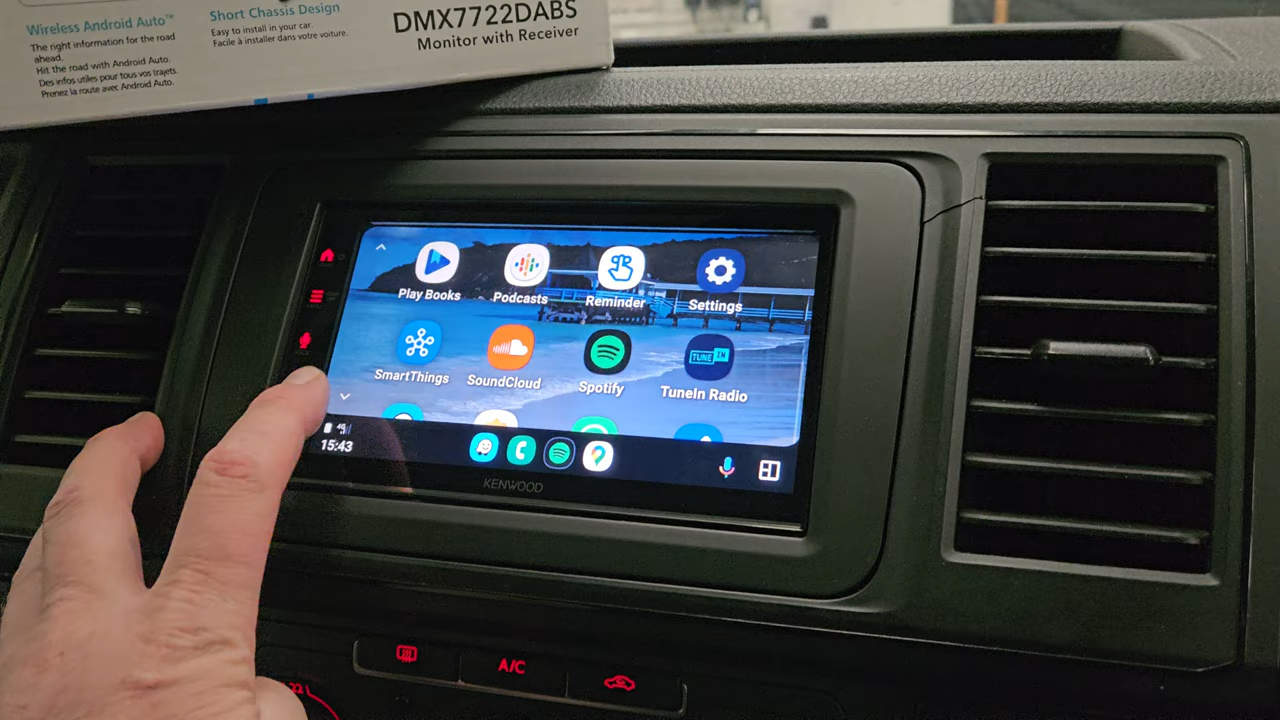 Wireless Android Auto™
The right information for the road
ahead.
Hit the road with Android Auto.
Des infos utiles pour tous vos trajets.
Prenez la route avec Android Auto.
Short Chassis Design
Easy to install in your car.
Facile à installer dans votre voiture.
DMX7722DABS
Monitor with Receiver
Play Books
Podcasts
Reminder
Settings
SmartThings
SoundCloud
Spotify
TUNE IN
TuneIn Radio
4G
15:43
KENWOOD
A/C